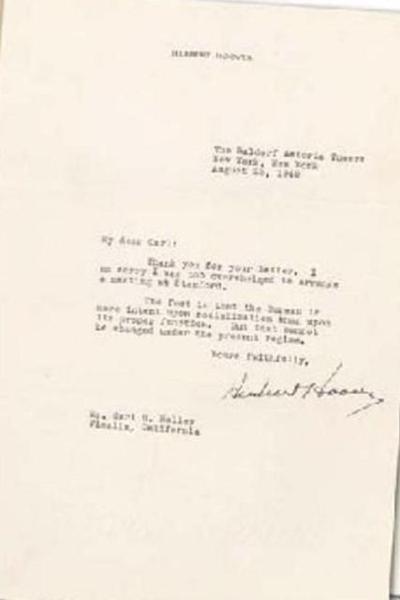 HERBERT HOOVER
The Waldorf Astoria Towers
New York, New York
August 25, 1948
My dear Carl:
Thank you for your letter. I
am sorry I was too overwhelmed to arrange
a meeting at Stanford.
The fact is that the Bureau is
more intent upon socialization than upon
its proper function. But that cannot
be changed under the present regime.
Yours faithfully,
Herbert Hoover
Mr. Carl H. Heller
Visalia, California